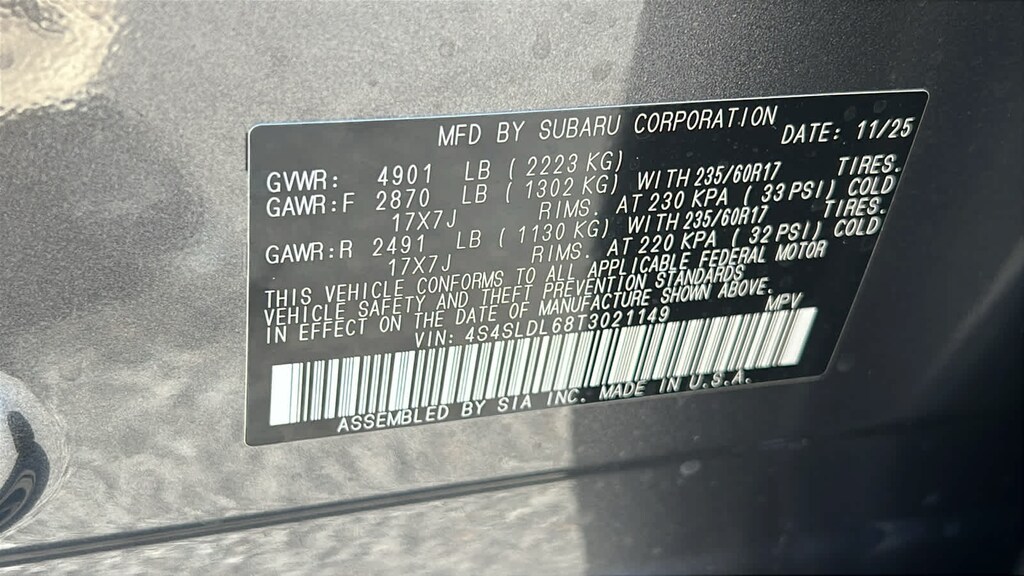 MFD BY SUBARU CORPORATION DATE: 11/25
GVWR: 4901 LB ( 2223 KG)
GAWR:F 2870 LB ( 1302 KG) WITH 235/60R17 TIRES.
17X7J RIMS. AT 230 KPA ( 33 PSI) COLD
GAWR:R 2491 LB ( 1130 KG) WITH 235/60R17 TIRES.
17X7J RIMS. AT 220 KPA ( 32 PSI) COLD
THIS VEHICLE CONFORMS TO ALL APPLICABLE FEDERAL MOTOR
VEHICLE SAFETY AND THEFT PREVENTION STANDARDS
IN EFFECT ON THE DATE OF MANUFACTURE SHOWN ABOVE.
VIN: 4S4SLDL68T3021149 MPV
ASSEMBLED BY SIA INC. MADE IN U.S.A.